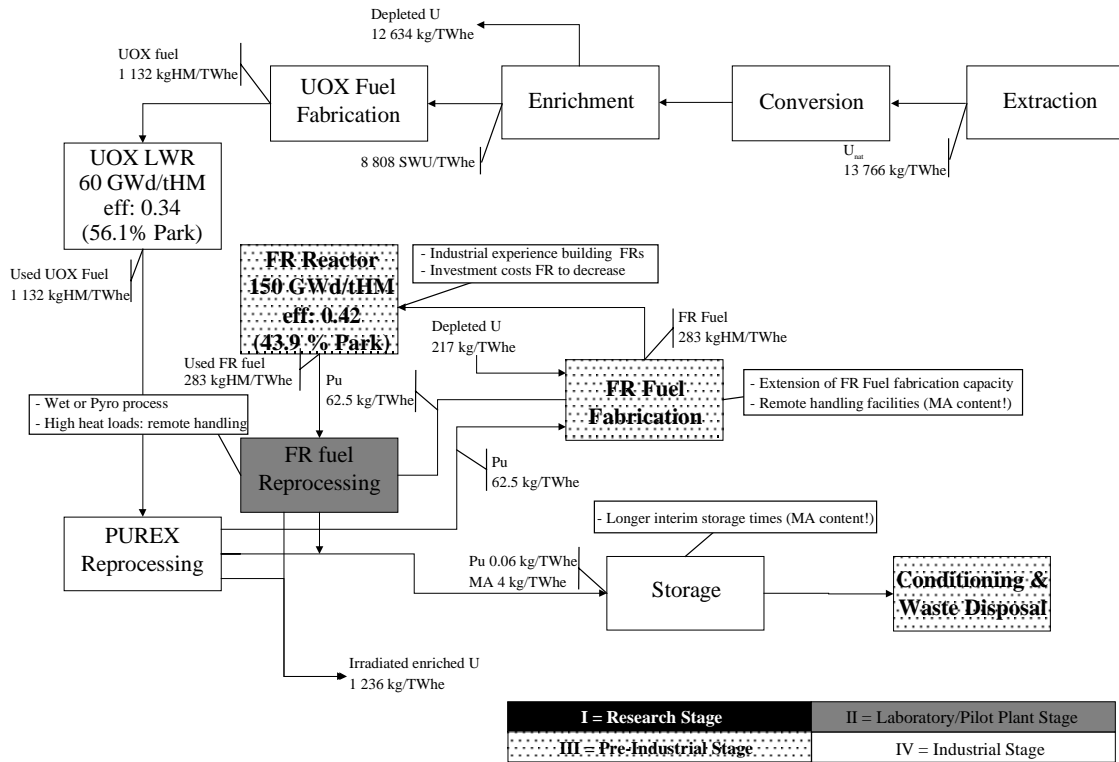 Depleted U
12 634 kg/TWhe
UOX fuel
1 132 kgHM/TWhe
UOX Fuel
Fabrication
Enrichment
Conversion
Extraction
8 808 SWU/TWhe
Unat
13 766 kg/TWhe
UOX LWR
60 GWd/tHM
eff: 0.34
(56.1% Park)
Used UOX Fuel
1 132 kgHM/TWhe
FR Reactor
150 GWd/tHM
eff: 0.42
(43.9 % Park)
- Industrial experience building FRs
- Investment costs FR to decrease
Depleted U
217 kg/TWhe
FR Fuel
283 kgHM/TWhe
Used FR fuel
283 kgHM/TWhe
Pu
62.5 kg/TWhe
FR Fuel
Fabrication
- Extension of FR Fuel fabrication capacity
- Remote handling facilities (MA content!)
- Wet or Pyro process
- High heat loads: remote handling
FR fuel
Reprocessing
Pu
62.5 kg/TWhe
PUREX
Reprocessing
- Longer interim storage times (MA content!)
Pu 0.06 kg/TWhe
MA 4 kg/TWhe
Storage
Conditioning &
Waste Disposal
Irradiated enriched U
1 236 kg/TWhe
I = Research Stage
II = Laboratory/Pilot Plant Stage
III = Pre-Industrial Stage
IV = Industrial Stage